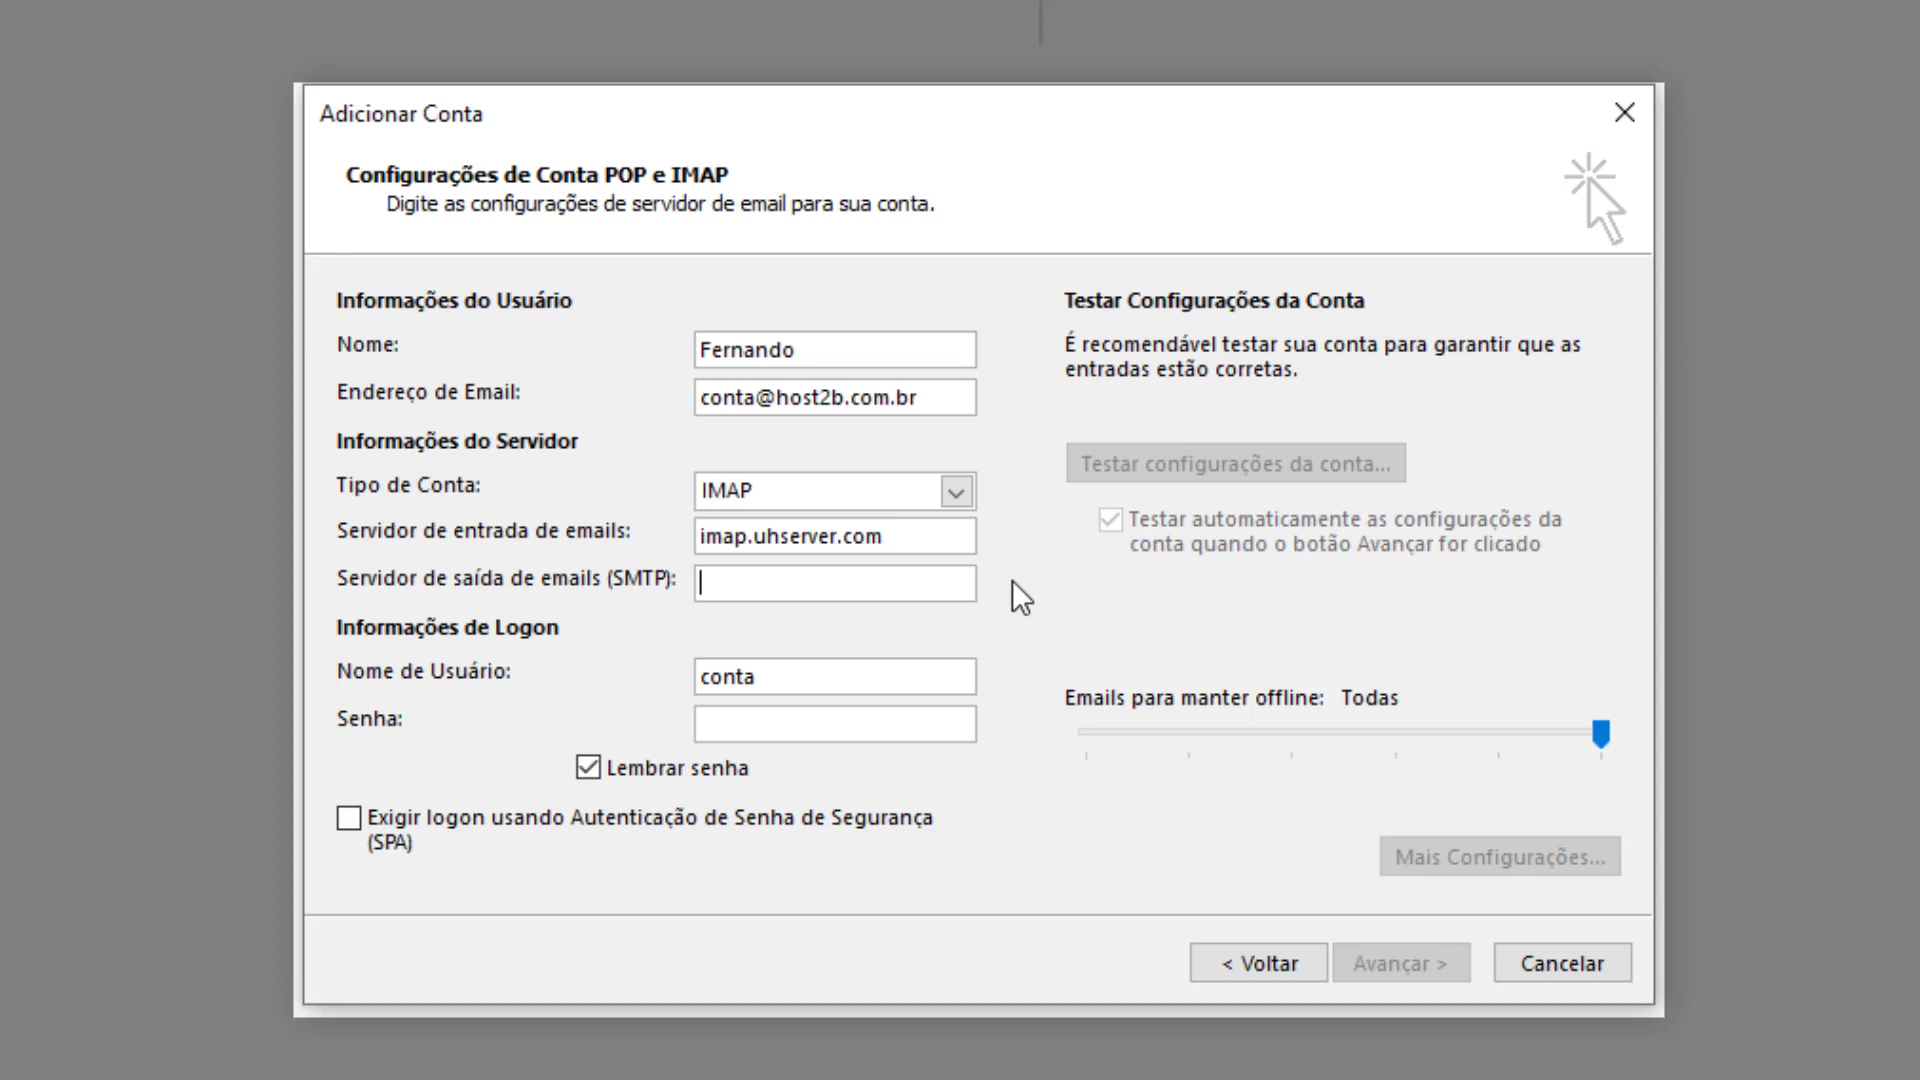 Adicionar Conta
Configurações de Conta POP e IMAP
Digite as configurações de servidor de email para sua conta.
Informações do Usuário
Nome:
Fernando
Endereço de Email:
conta@host2b.com.br
Informações do Servidor
Tipo de Conta:
IMAP
Servidor de entrada de emails:
imap.uhserver.com
Servidor de saída de emails (SMTP):
Informações de Logon
Nome de Usuário:
conta
Senha:
Lembrar senha
Exigir logon usando Autenticação de Senha de Segurança
(SPA)
Testar Configurações da Conta
É recomendável testar sua conta para garantir que as
entradas estão corretas.
Testar configurações da conta...
Testar automaticamente as configurações da
conta quando o botão Avançar for clicado
Emails para manter offline: Todas
Mais Configurações...
< Voltar
Avançar >
Cancelar